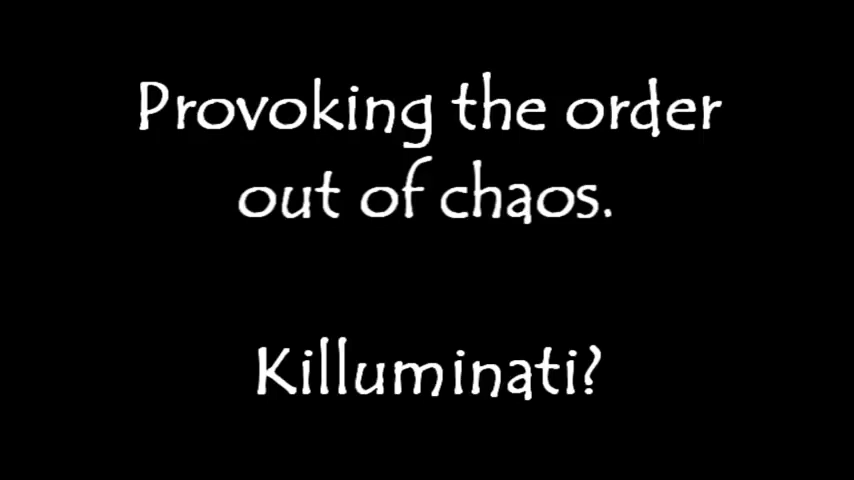 Provoking the order
out of chaos.
Killuminati?